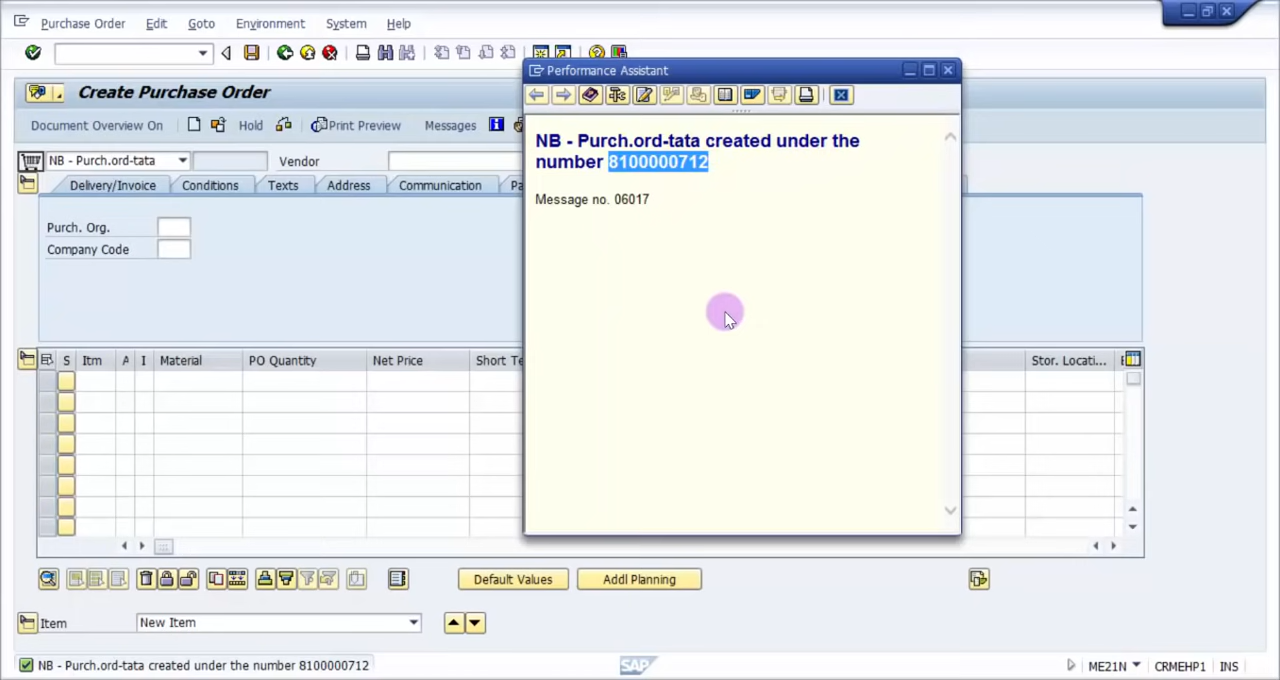 Purchase Order Edit Goto Environment System Help
Create Purchase Order
Document Overview On Hold Print Preview Messages
NB - Purch.ord-tata Vendor
Delivery/Invoice Conditions Texts Address Communication
Purch. Org.
Company Code
S Itm A I Material PO Quantity Net Price Short Te Stor. Locati...
Performance Assistant
NB - Purch.ord-tata created under the
number 8100000712
Message no. 06017
Default Values Addl Planning
Item New Item
NB - Purch.ord-tata created under the number 8100000712 SAP ME21N CRMEHP1 INS